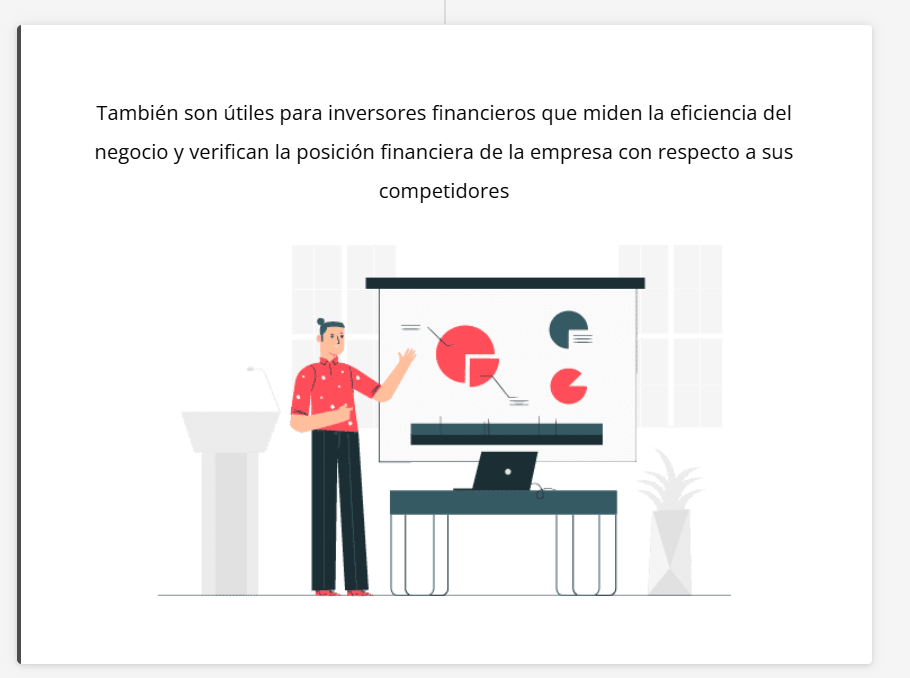 También son útiles para inversores financieros que miden la eficiencia del
negocio y verifican la posición financiera de la empresa con respecto a sus
competidores